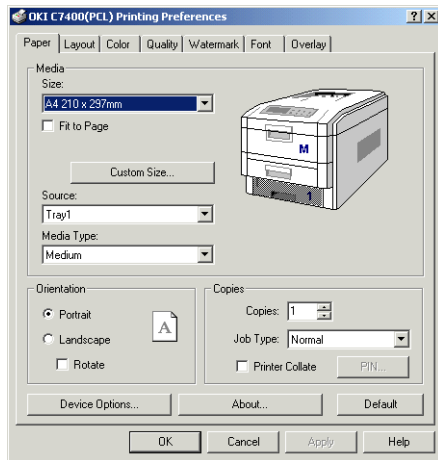 OKI C7400(PCL) Printing Preferences
Paper Layout Color Quality Watermark Font Overlay
Media
Size:
A4 210 x 297mm
Fit to Page
Custom Size...
Source:
Tray1
Media Type:
Medium
M
1
Orientation
Portrait
Landscape
Rotate
A
Copies
Copies: 1
Job Type: Normal
Printer Collate PIN...
Device Options... About... Default
OK Cancel Apply Help